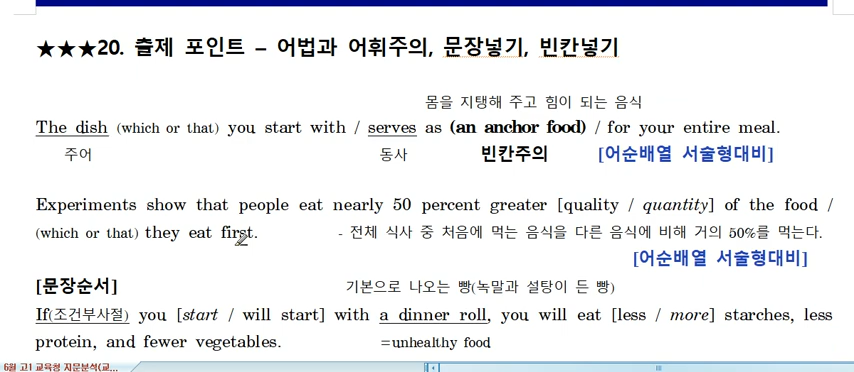 ★★★20. 출제 포인트 – 어법과 어휘주의, 문장넣기, 빈칸넣기
몸을 지탱해 주고 힘이 되는 음식
The dish (which or that) you start with / serves as (an anchor food) / for your entire meal.
주어 동사 빈칸주의 [어순배열 서술형대비]
Experiments show that people eat nearly 50 percent greater [quality / quantity] of the food /
(which or that) they eat first. - 전체 식사 중 처음에 먹는 음식을 다른 음식에 비해 거의 50%를 먹는다.
[어순배열 서술형대비]
[문장순서] 기본으로 나오는 빵(녹말과 설탕이 든 빵)
If(조건부사절) you [start / will start] with a dinner roll, you will eat [less / more] starches, less
protein, and fewer vegetables. =unhealthy food
6월 고1 교육청 지문분석(교...